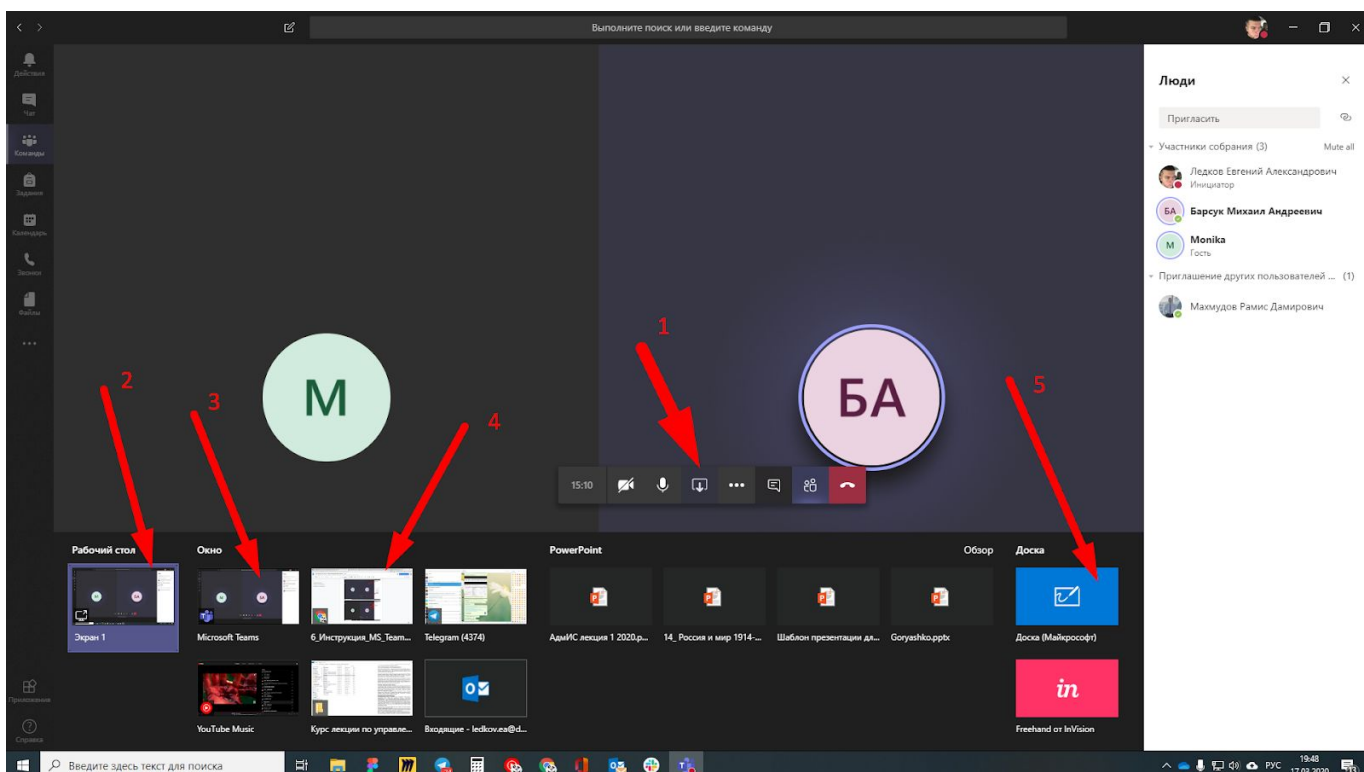 Выполните поиск или введите команду
Действия
Чат
Команды
Задания
Календарь
Звонки
Файлы
Приложения
Справка
Люди
Пригласить
Участники собрания (3) Mute all
Ледков Евгений Александрович
Инициатор
БА Барсук Михаил Андреевич
М Monika
Гость
Приглашение других пользователей ... (1)
Махмудов Рамис Дамирович
1
2
3
4
5
М
БА
15:10
Рабочий стол Окно PowerPoint Обзор Доска
Экран 1 Microsoft Teams 6_Инструкция_MS_Team... Telegram (4374) АдмИС лекция 1 2020.p... 14_ Россия и мир 1914-... Шаблон презентации дл... Goryashko.pptx Доска (Майкрософт)
in
YouTube Music Курс лекции по управле... Входящие - ledkov.ea@d... Freehand от InVision
Введите здесь текст для поиска
РУС
19:48
17.03.2020